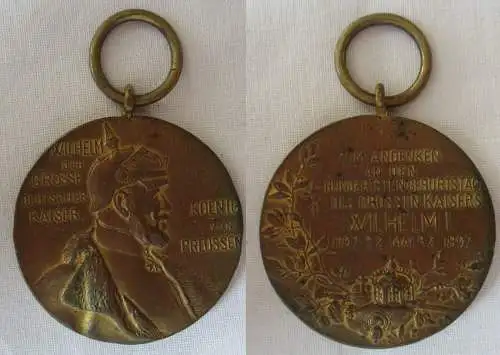 WILHELM
DER
GROSSE
DEUTSCHER
KAISER
KOENIG
VON
PREUSSEN
ZUM ANDENKEN
AN DEN
HUNDERTSTEN GEBURTSTAG
DES GROSSEN KAISERS
WILHELM I
1797 22 MÄRZ 1897